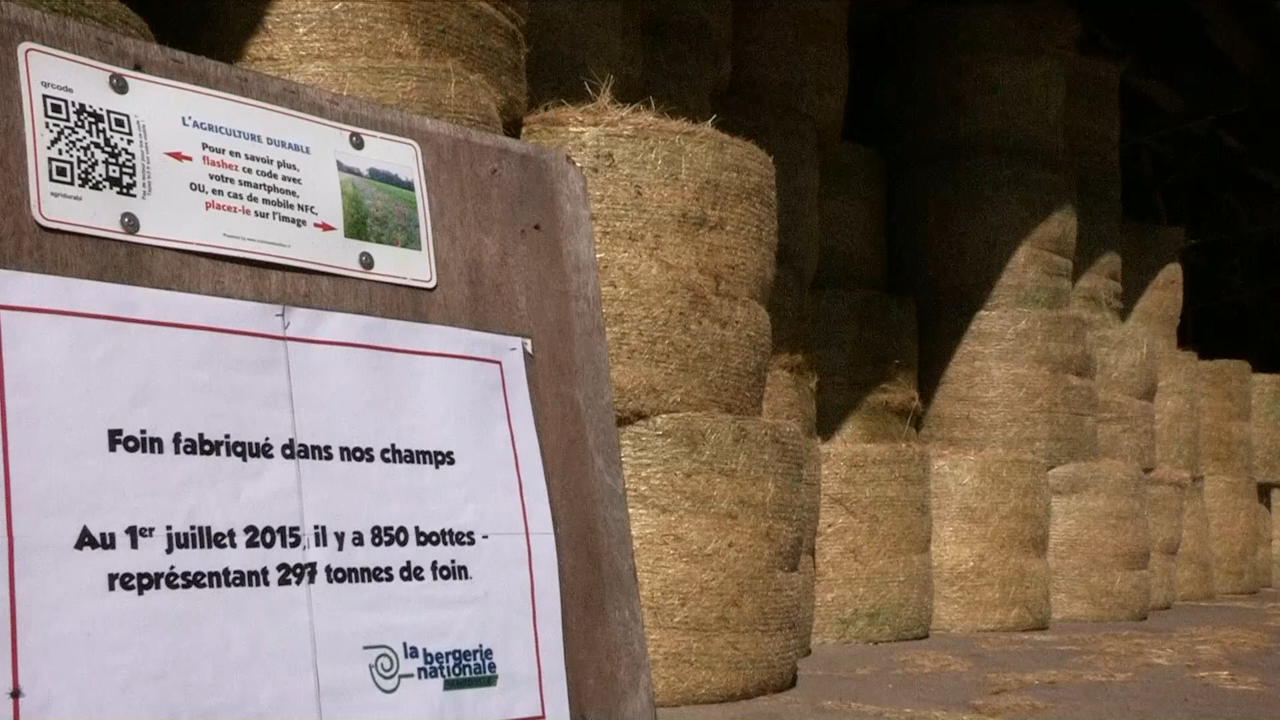 qrcode
agridurabl
L'AGRICULTURE DURABLE
Pour en savoir plus,
flashez ce code avec
votre smartphone,
OU, en cas de mobile NFC,
placez-le sur l'image
Foin fabriqué dans nos champs
Au 1er juillet 2015, il y a 850 bottes -
représentant 297 tonnes de foin.
la bergerie
nationale